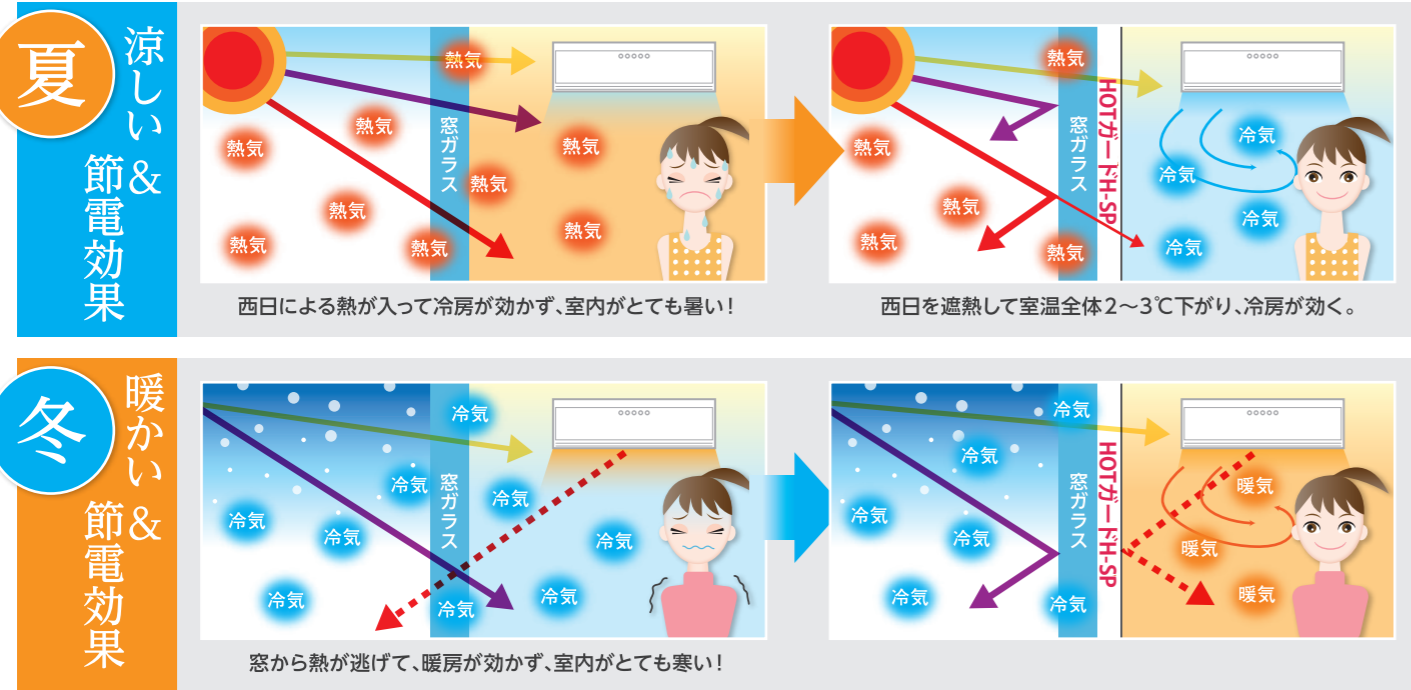 夏
涼しい&
節電効果
熱気
熱気
熱気
熱気
熱気
熱気
窓ガラス
熱気
熱気
熱気
西日による熱が入って冷房が効かず、室内がとても暑い!
熱気
熱気
熱気
熱気
熱気
窓ガラス
HOTガードH-SP
冷気
冷気
冷気
冷気
西日を遮熱して室温全体2〜3℃下がり、冷房が効く。
冬
暖かい&
節電効果
冷気
冷気
冷気
冷気
冷気
窓ガラス
冷気
冷気
冷気
冷気
窓から熱が逃げて、暖房が効かず、室内がとても寒い!
冷気
冷気
冷気
冷気
冷気
冷気
窓ガラス
HOTガードH-SP
暖気
暖気
暖気